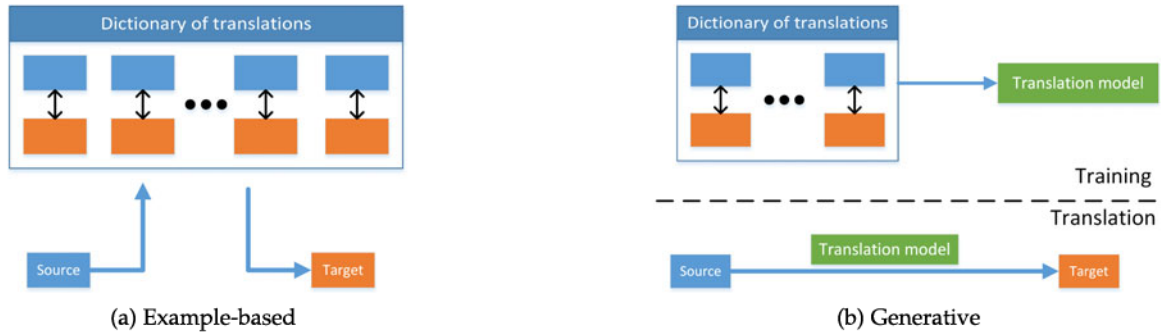 Dictionary of translations
Source
Target
(a) Example-based
Dictionary of translations
Translation model
Training
Translation
Translation model
Source
Target
(b) Generative